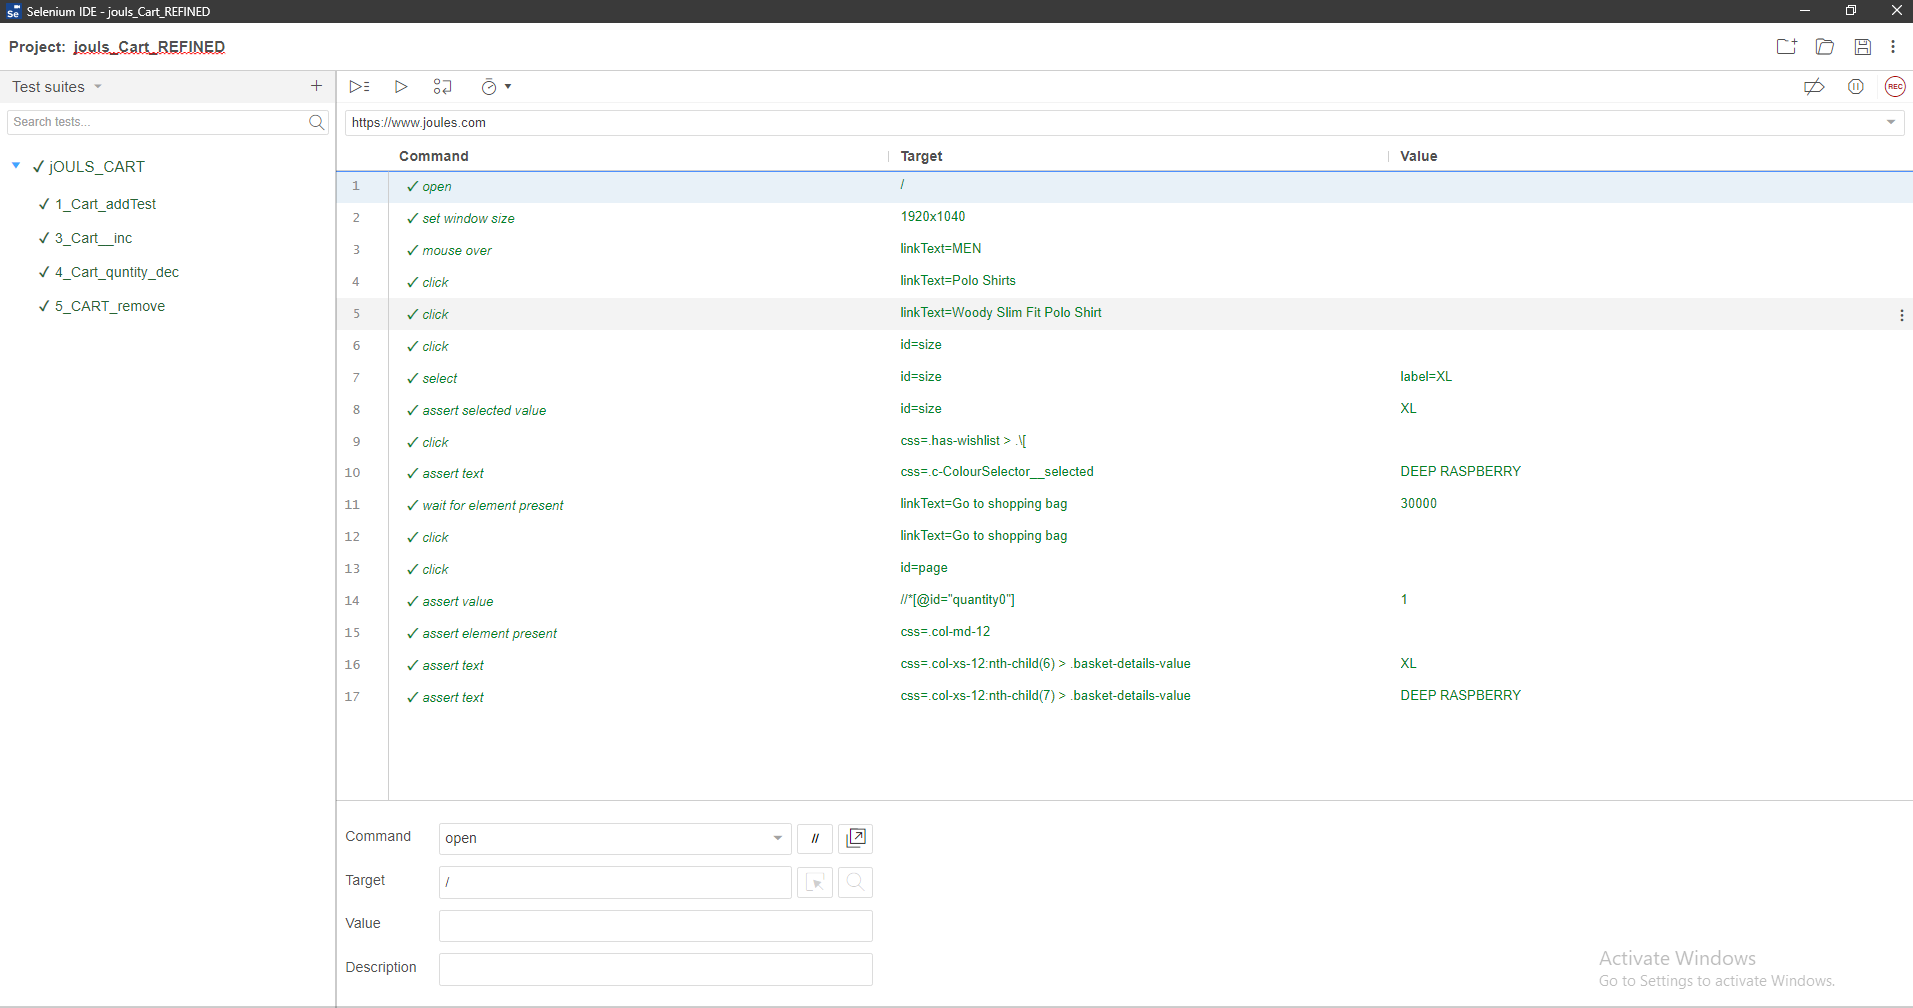 Selenium IDE - jouls_Cart_REFINED
Project: jouls_Cart_REFINED
Test suites
Search tests...
✓ jOULS_CART
✓ 1_Cart_addTest
✓ 3_Cart__inc
✓ 4_Cart_quntity_dec
✓ 5_CART_remove
REC
https://www.joules.com
Command Target Value
1 ✓ open /
2 ✓ set window size 1920x1040
3 ✓ mouse over linkText=MEN
4 ✓ click linkText=Polo Shirts
5 ✓ click linkText=Woody Slim Fit Polo Shirt
6 ✓ click id=size
7 ✓ select id=size label=XL
8 ✓ assert selected value id=size XL
9 ✓ click css=.has-wishlist > .\[
10 ✓ assert text css=.c-ColourSelector__selected DEEP RASPBERRY
11 ✓ wait for element present linkText=Go to shopping bag 30000
12 ✓ click linkText=Go to shopping bag
13 ✓ click id=page
14 ✓ assert value //*[@id="quantity0"] 1
15 ✓ assert element present css=.col-md-12
16 ✓ assert text css=.col-xs-12:nth-child(6) > .basket-details-value XL
17 ✓ assert text css=.col-xs-12:nth-child(7) > .basket-details-value DEEP RASPBERRY
Command open //
Target /
Value
Description
Activate Windows
Go to Settings to activate Windows.